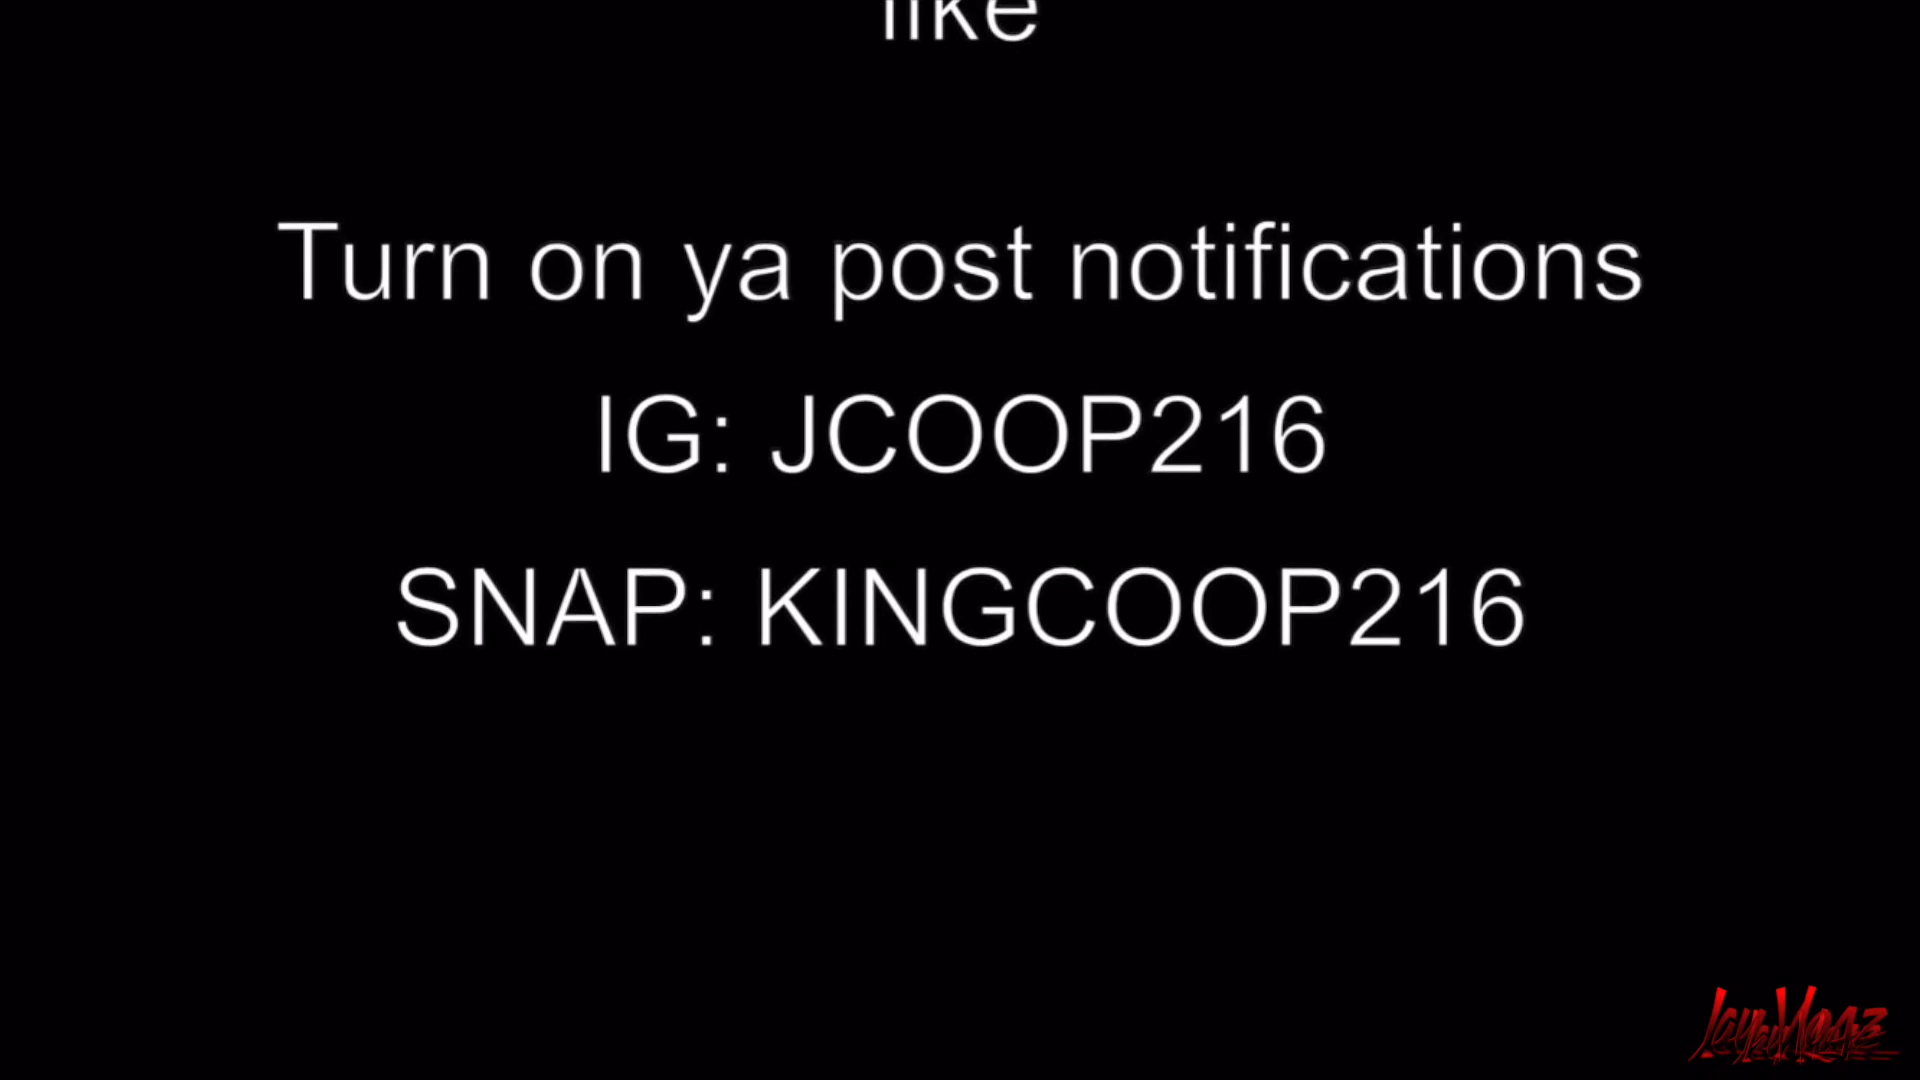 like
Turn on ya post notifications
IG: JCOOP216
SNAP: KINGCOOP216